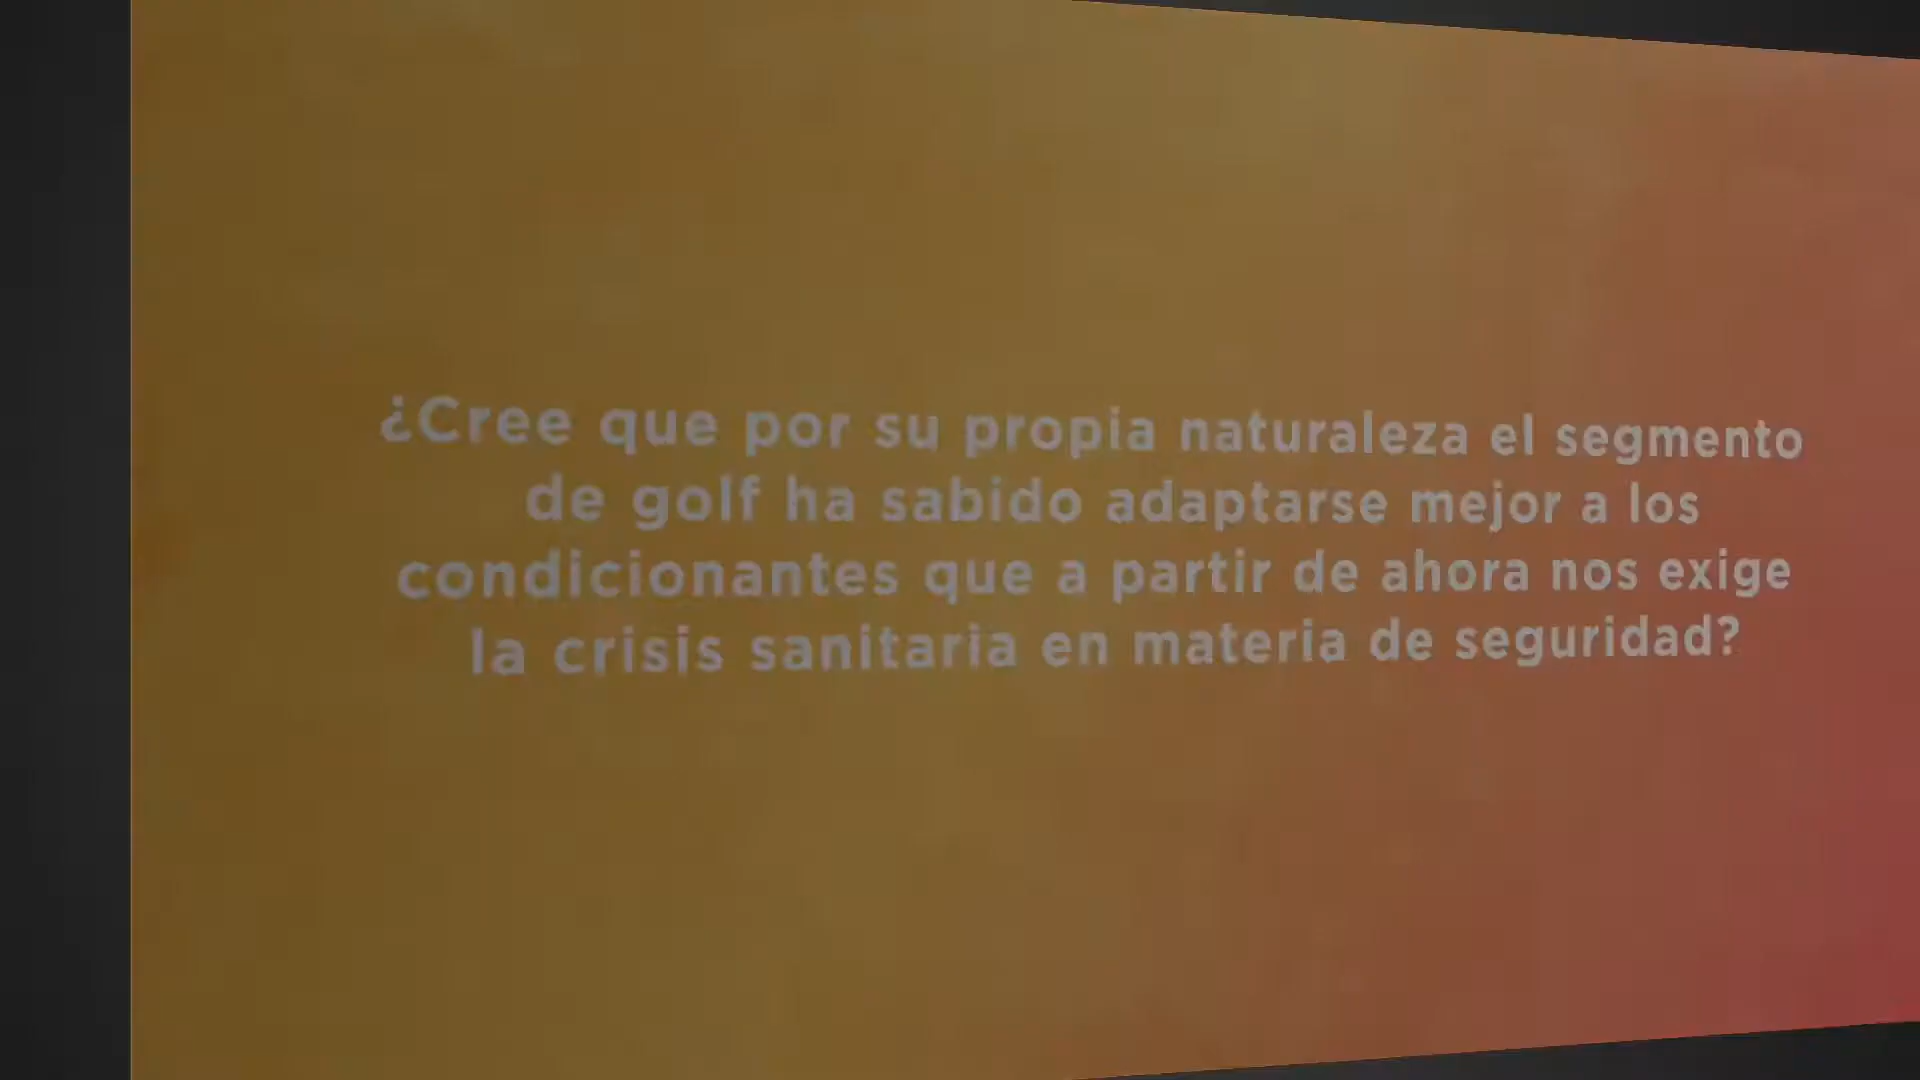 ¿Cree que por su propia naturaleza el segmento
de golf ha sabido adaptarse mejor a los
condicionantes que a partir de ahora nos exige
la crisis sanitaria en materia de seguridad?